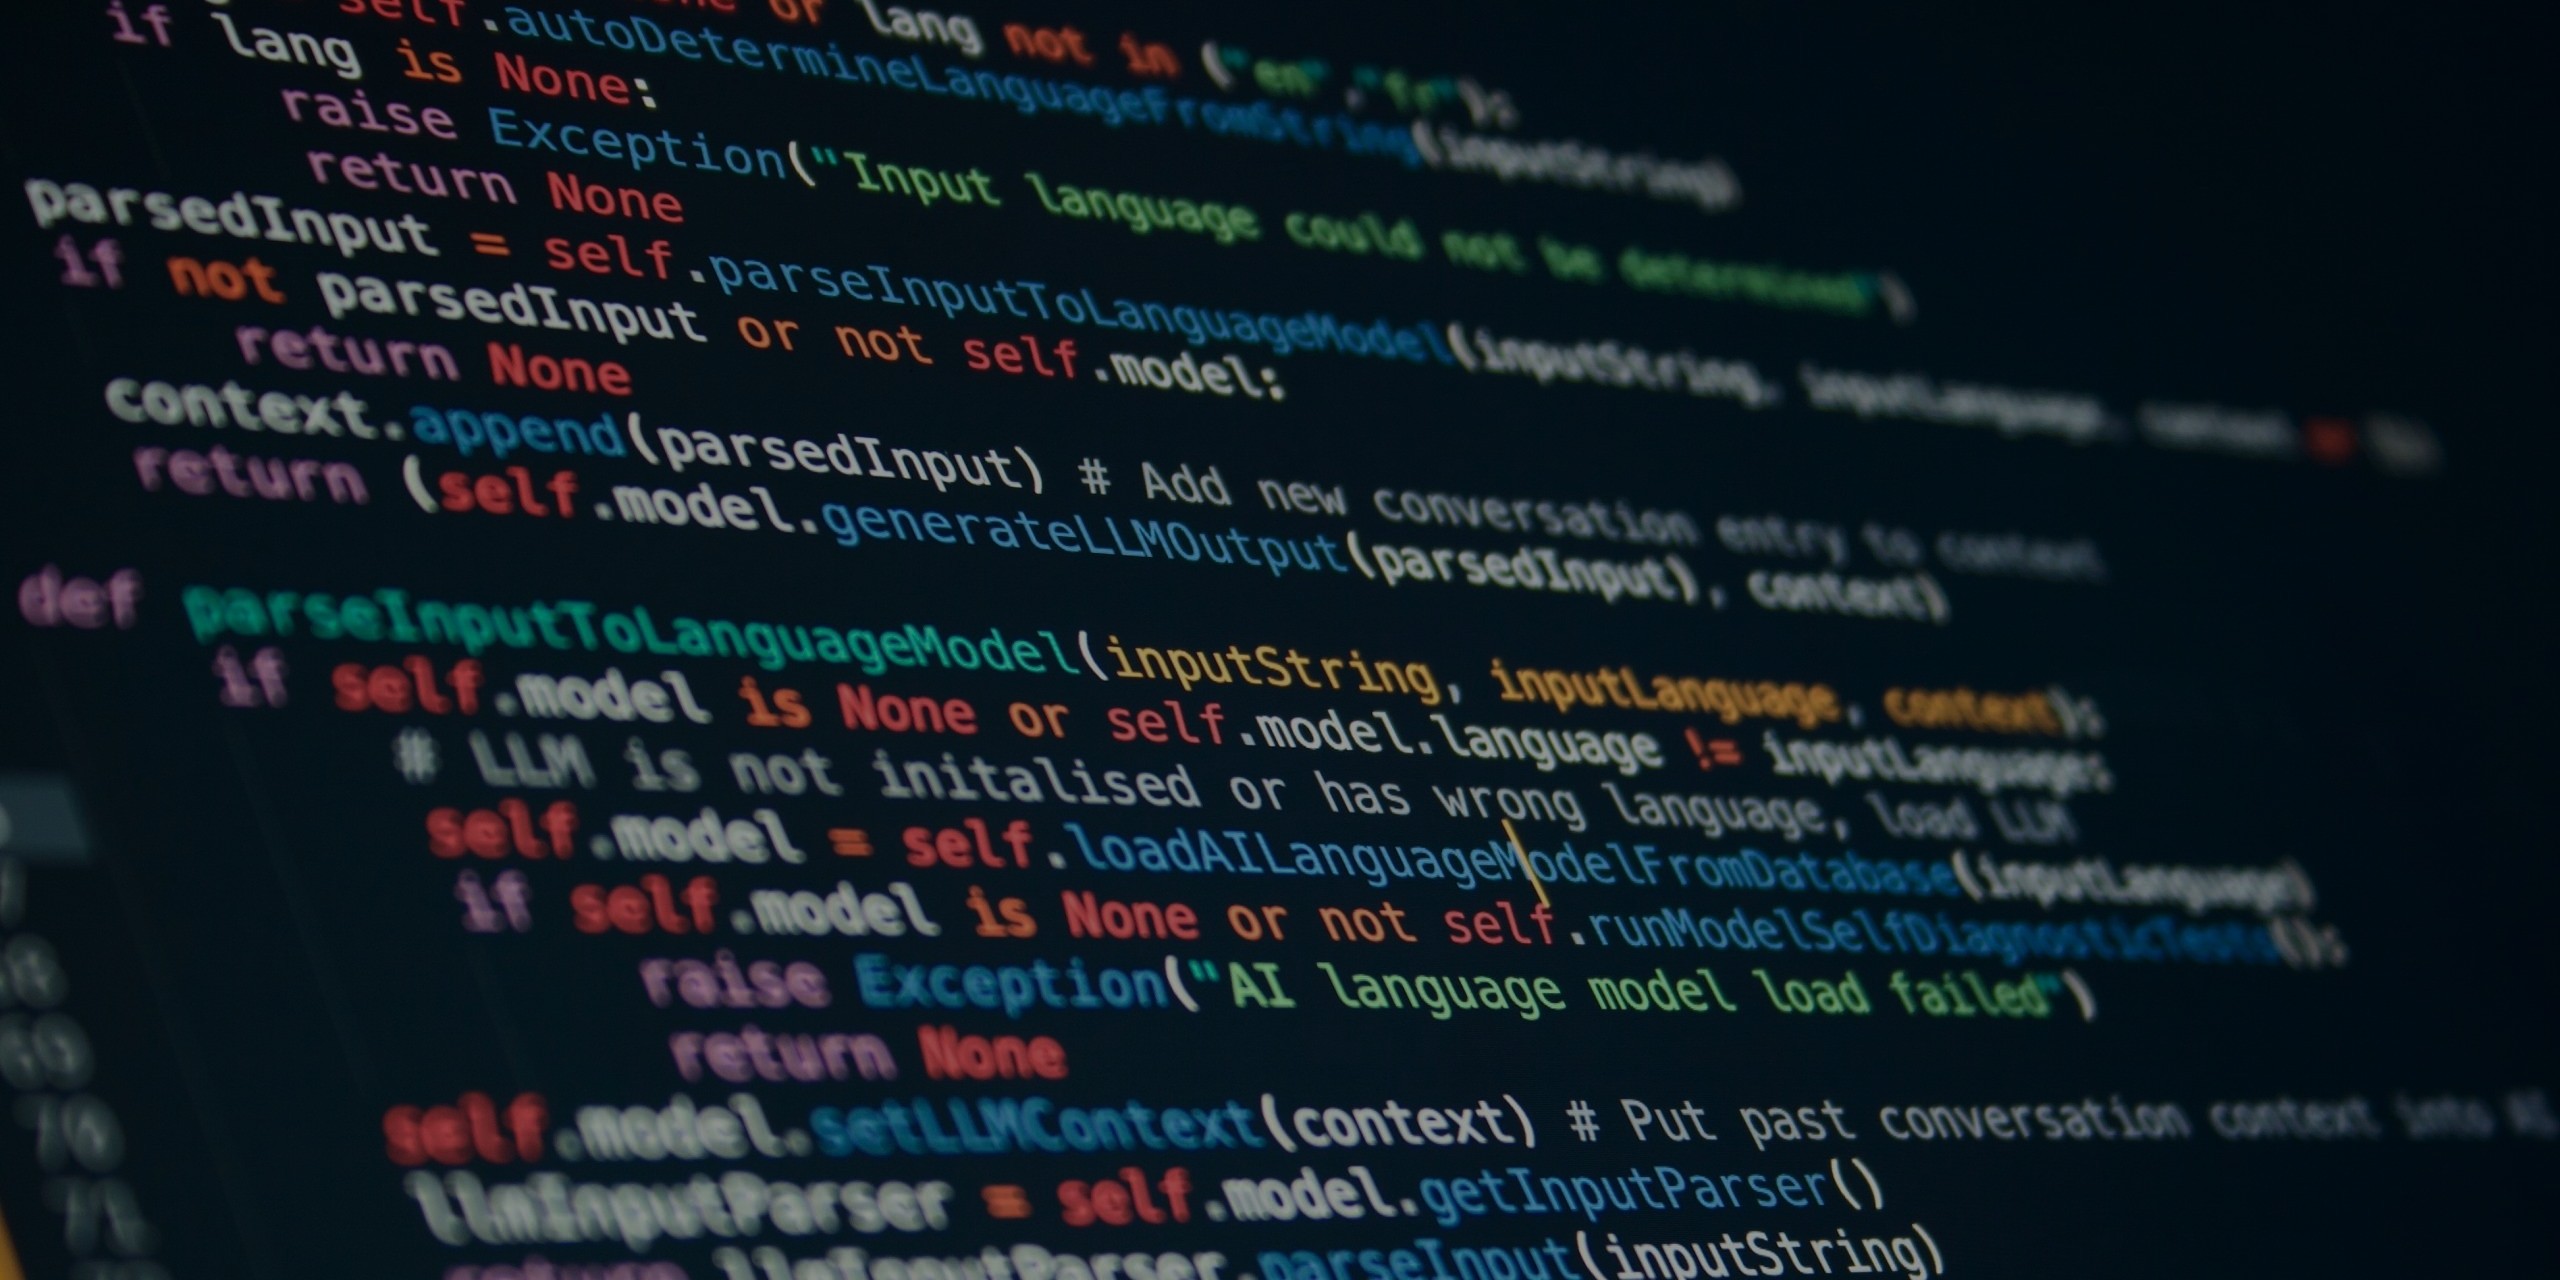 or lang not in ("en","fr"):
self.autoDetermineLanguageFromString(inputString)
if lang is None:
raise Exception("Input language could not be determined")
return None
parsedInput = self.parseInputToLanguageModel(inputString, inputLanguage, context
if not parsedInput or not self.model:
return None
context.append(parsedInput) # Add new conversation entry to context
return (self.model.generateLLMOutput(parsedInput), context)
def parseInputToLanguageModel(inputString, inputLanguage, context):
if self.model is None or self.model.language != inputLanguage:
# LLM is not initalised or has wrong language, load LLM
self.model = self.loadAILanguageModelFromDatabase(inputLanguage)
if self.model is None or not self.runModelSelfDiagnosticTests():
raise Exception("AI language model load failed")
69 return None
70 self.model.setLLMContext(context) # Put past conversation context into
71 llmInputParser = self.model.getInputParser()
return llmInputParser.parseInput(inputString)